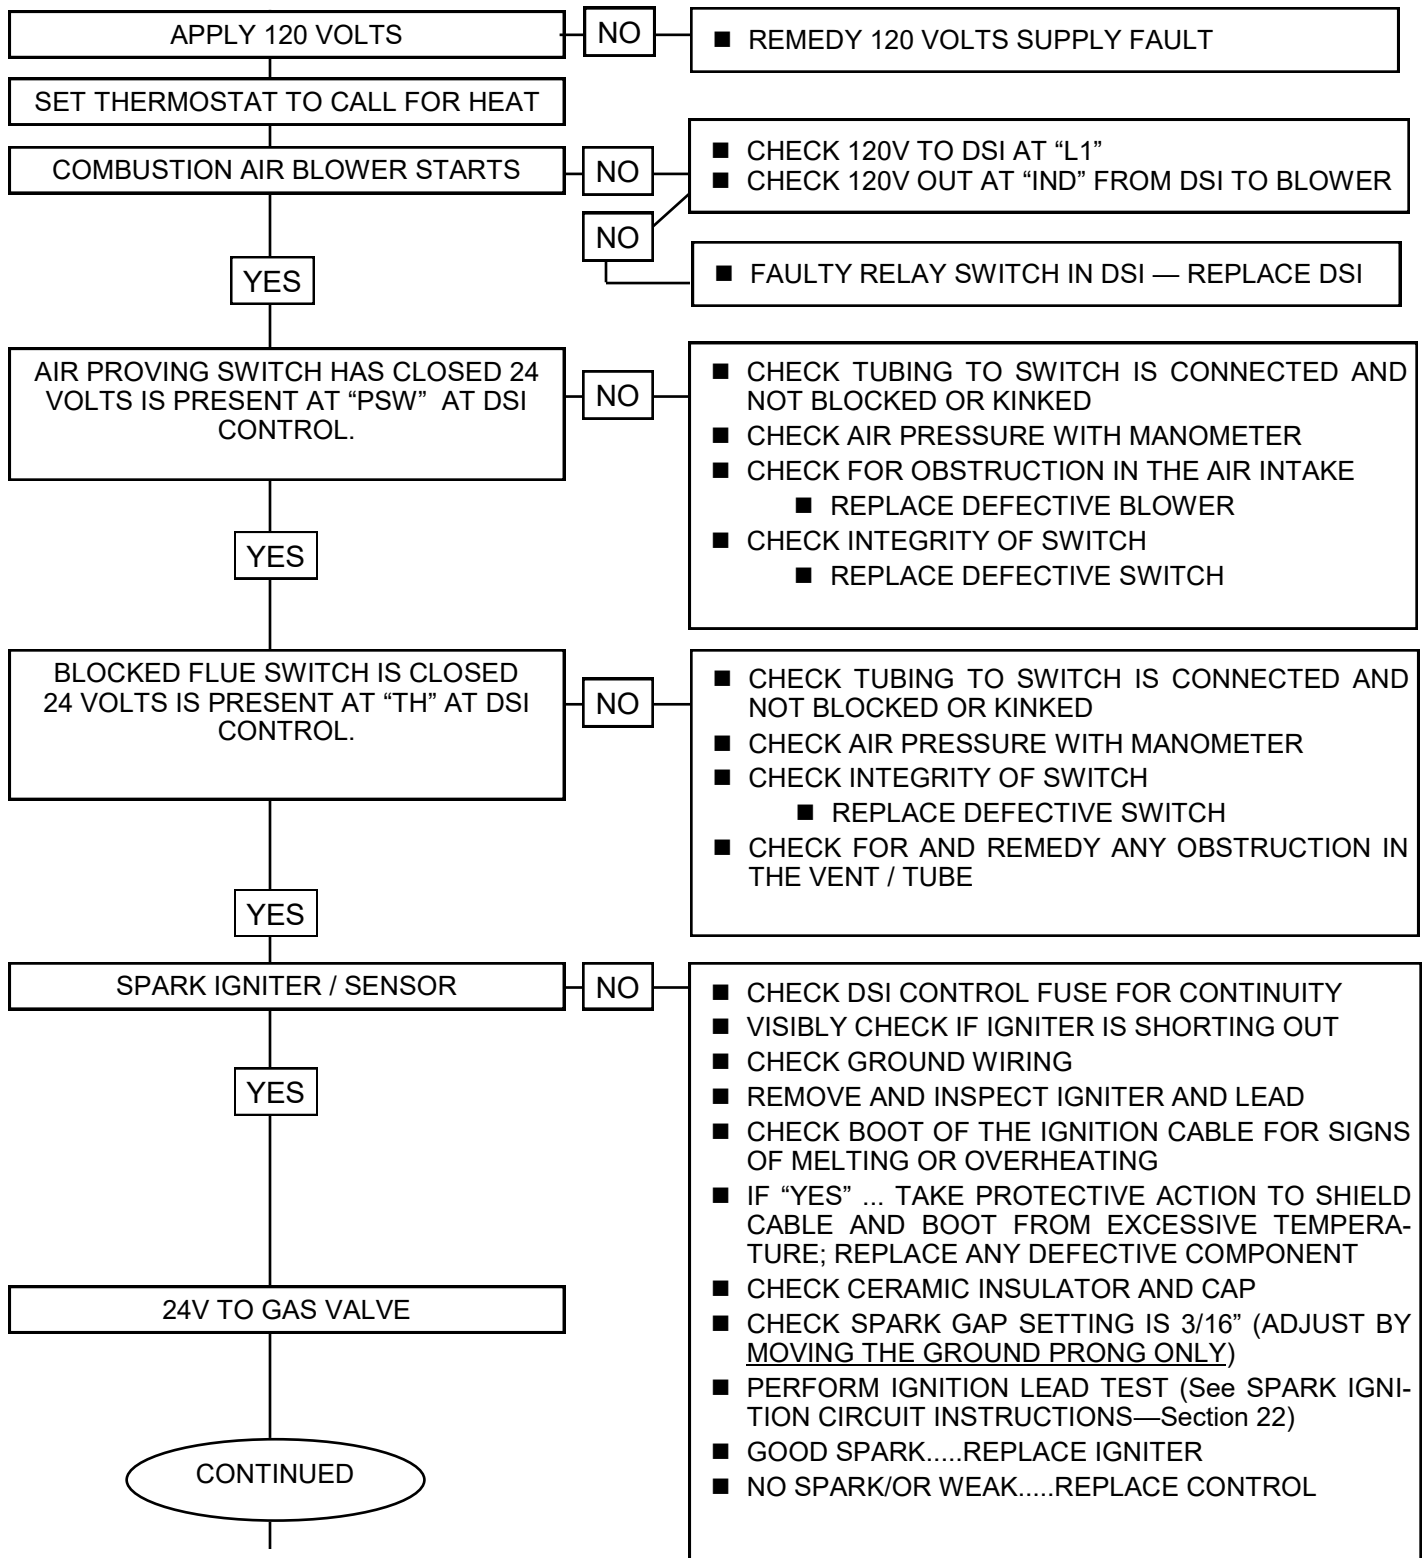 APPLY 120 VOLTS
NO
■ REMEDY 120 VOLTS SUPPLY FAULT
SET THERMOSTAT TO CALL FOR HEAT
COMBUSTION AIR BLOWER STARTS
NO
■ CHECK 120V TO DSI AT “L1”
■ CHECK 120V OUT AT “IND” FROM DSI TO BLOWER
NO
■ FAULTY RELAY SWITCH IN DSI — REPLACE DSI
YES
AIR PROVING SWITCH HAS CLOSED 24
VOLTS IS PRESENT AT “PSW” AT DSI
CONTROL.
NO
■ CHECK TUBING TO SWITCH IS CONNECTED AND
NOT BLOCKED OR KINKED
■ CHECK AIR PRESSURE WITH MANOMETER
■ CHECK FOR OBSTRUCTION IN THE AIR INTAKE
■ REPLACE DEFECTIVE BLOWER
■ CHECK INTEGRITY OF SWITCH
■ REPLACE DEFECTIVE SWITCH
YES
BLOCKED FLUE SWITCH IS CLOSED
24 VOLTS IS PRESENT AT “TH” AT DSI
CONTROL.
NO
■ CHECK TUBING TO SWITCH IS CONNECTED AND
NOT BLOCKED OR KINKED
■ CHECK AIR PRESSURE WITH MANOMETER
■ CHECK INTEGRITY OF SWITCH
■ REPLACE DEFECTIVE SWITCH
■ CHECK FOR AND REMEDY ANY OBSTRUCTION IN
THE VENT / TUBE
YES
SPARK IGNITER / SENSOR
NO
■ CHECK DSI CONTROL FUSE FOR CONTINUITY
■ VISIBLY CHECK IF IGNITER IS SHORTING OUT
■ CHECK GROUND WIRING
■ REMOVE AND INSPECT IGNITER AND LEAD
■ CHECK BOOT OF THE IGNITION CABLE FOR SIGNS
OF MELTING OR OVERHEATING
■ IF “YES” ... TAKE PROTECTIVE ACTION TO SHIELD
CABLE AND BOOT FROM EXCESSIVE TEMPERA-
TURE; REPLACE ANY DEFECTIVE COMPONENT
■ CHECK CERAMIC INSULATOR AND CAP
■ CHECK SPARK GAP SETTING IS 3/16” (ADJUST BY
MOVING THE GROUND PRONG ONLY)
■ PERFORM IGNITION LEAD TEST (See SPARK IGNI-
TION CIRCUIT INSTRUCTIONS—Section 22)
■ GOOD SPARK.....REPLACE IGNITER
■ NO SPARK/OR WEAK.....REPLACE CONTROL
YES
24V TO GAS VALVE
CONTINUED